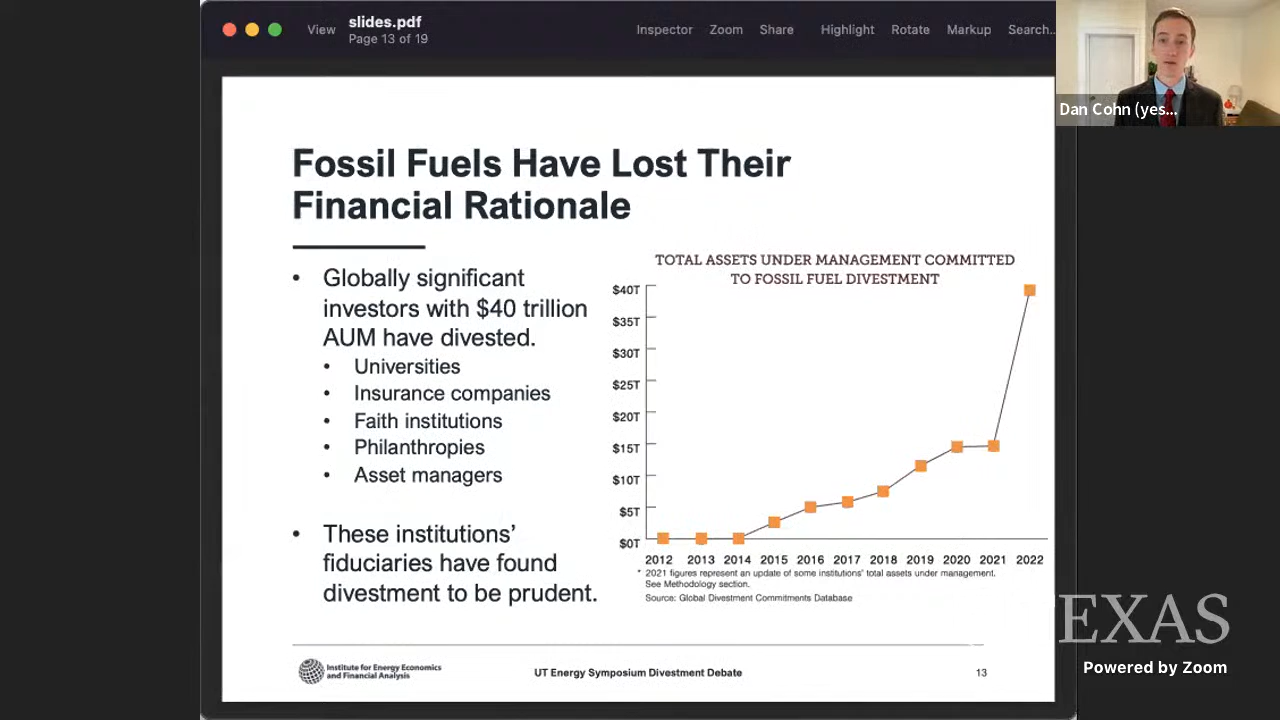 View
slides.pdf
Page 13 of 19
Inspector Zoom Share Highlight Rotate Markup Search...
Dan Cohn (yes...
Fossil Fuels Have Lost Their
Financial Rationale
• Globally significant
investors with $40 trillion
AUM have divested.
• Universities
• Insurance companies
• Faith institutions
• Philanthropies
• Asset managers
• These institutions’
fiduciaries have found
divestment to be prudent.
TOTAL ASSETS UNDER MANAGEMENT COMMITTED
TO FOSSIL FUEL DIVESTMENT
$40T
$35T
$30T
$25T
$20T
$15T
$10T
$5T
$0T
2012 2013 2014 2015 2016 2017 2018 2019 2020 2021 2022
* 2021 figures represent an update of some institutions’ total assets under management.
See Methodology section.
Source: Global Divestment Commitments Database
Institute for Energy Economics
and Financial Analysis
UT Energy Symposium Divestment Debate
13
EXAS
Powered by Zoom